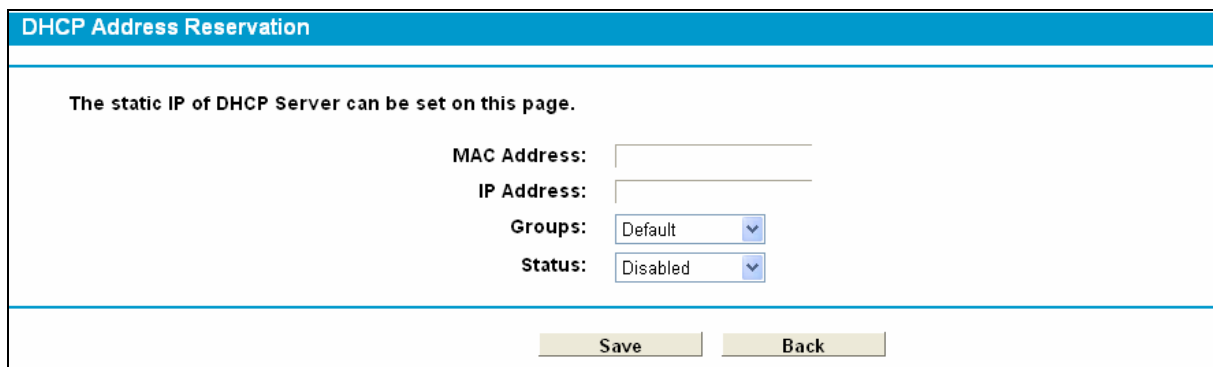 DHCP Address Reservation
The static IP of DHCP Server can be set on this page.
MAC Address:
IP Address:
Groups: Default
Status: Disabled
Save Back